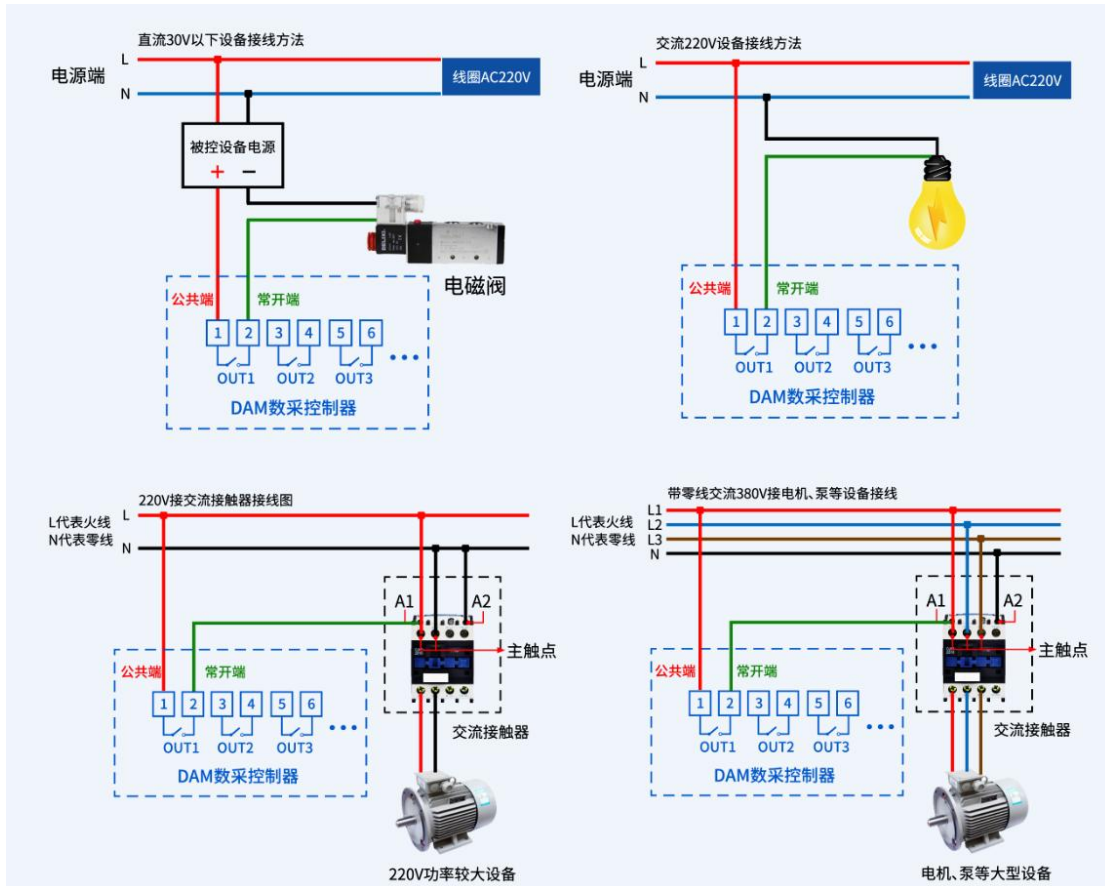 直流30V以下设备接线方法
L
电源端
线圈AC220V
N
被控设备电源
+ −
电磁阀
公共端
常开端
1 2 3 4 5 6
OUT1 OUT2 OUT3
DAM数采控制器
交流220V设备接线方法
L
电源端
线圈AC220V
N
公共端
常开端
1 2 3 4 5 6
OUT1 OUT2 OUT3
DAM数采控制器
220V接交流接触器接线图
L
L代表火线
N代表零线
N
A1
A2
主触点
公共端
常开端
1 2 3 4 5 6
OUT1 OUT2 OUT3
交流接触器
DAM数采控制器
220V功率较大设备
带零线交流380V接电机、泵等设备接线
L1
L代表火线
L2
N代表零线
L3
N
A1
A2
主触点
公共端
常开端
1 2 3 4 5 6
OUT1 OUT2 OUT3
交流接触器
DAM数采控制器
电机、泵等大型设备